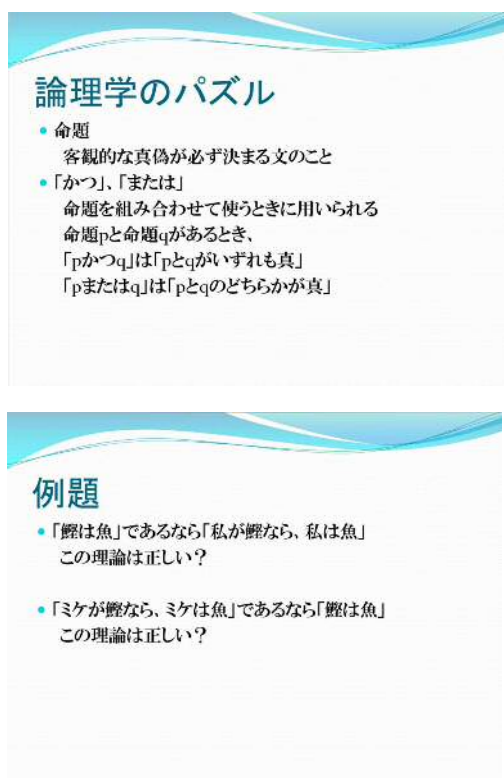 論理学のパズル
命題
客観的な真偽が必ず決まる文のこと
「かつ」、「または」
命題を組み合わせて使うときに用いられる
命題pと命題qがあるとき、
「pかつq」は「pとqがいずれも真」
「pまたはq」は「pとqのどちらかが真」
例題
「鰹は魚」であるなら「私が鰹なら、私は魚」
この理論は正しい？
「ミケが鰹なら、ミケは魚」であるなら「鰹は魚」
この理論は正しい？